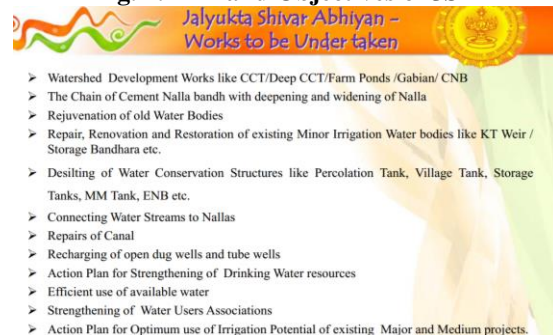 Jalyukta Shivar Abhiyan –
Works to be Under taken
➤ Watershed Development Works like CCT/Deep CCT/Farm Ponds /Gabian/ CNB
➤ The Chain of Cement Nalla bandh with deepening and widening of Nalla
➤ Rejuvenation of old Water Bodies
➤ Repair, Renovation and Restoration of existing Minor Irrigation Water bodies like KT Weir /
Storage Bandhara etc.
➤ Desilting of Water Conservation Structures like Percolation Tank, Village Tank, Storage
Tanks, MM Tank, ENB etc.
➤ Connecting Water Streams to Nallas
➤ Repairs of Canal
➤ Recharging of open dug wells and tube wells
➤ Action Plan for Strengthening of Drinking Water resources
➤ Efficient use of available water
➤ Strengthening of Water Users Associations
➤ Action Plan for Optimum use of Irrigation Potential of existing Major and Medium projects.